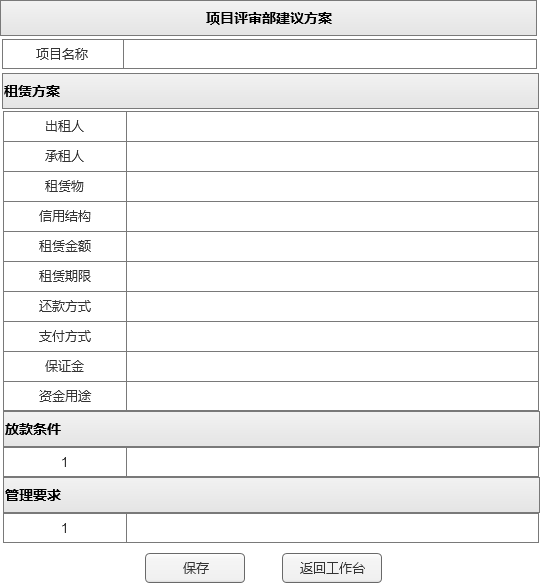 项目评审部建议方案
项目名称
租赁方案
出租人
承租人
租赁物
信用结构
租赁金额
租赁期限
还款方式
支付方式
保证金
资金用途
放款条件
1
管理要求
1
保存 返回工作台